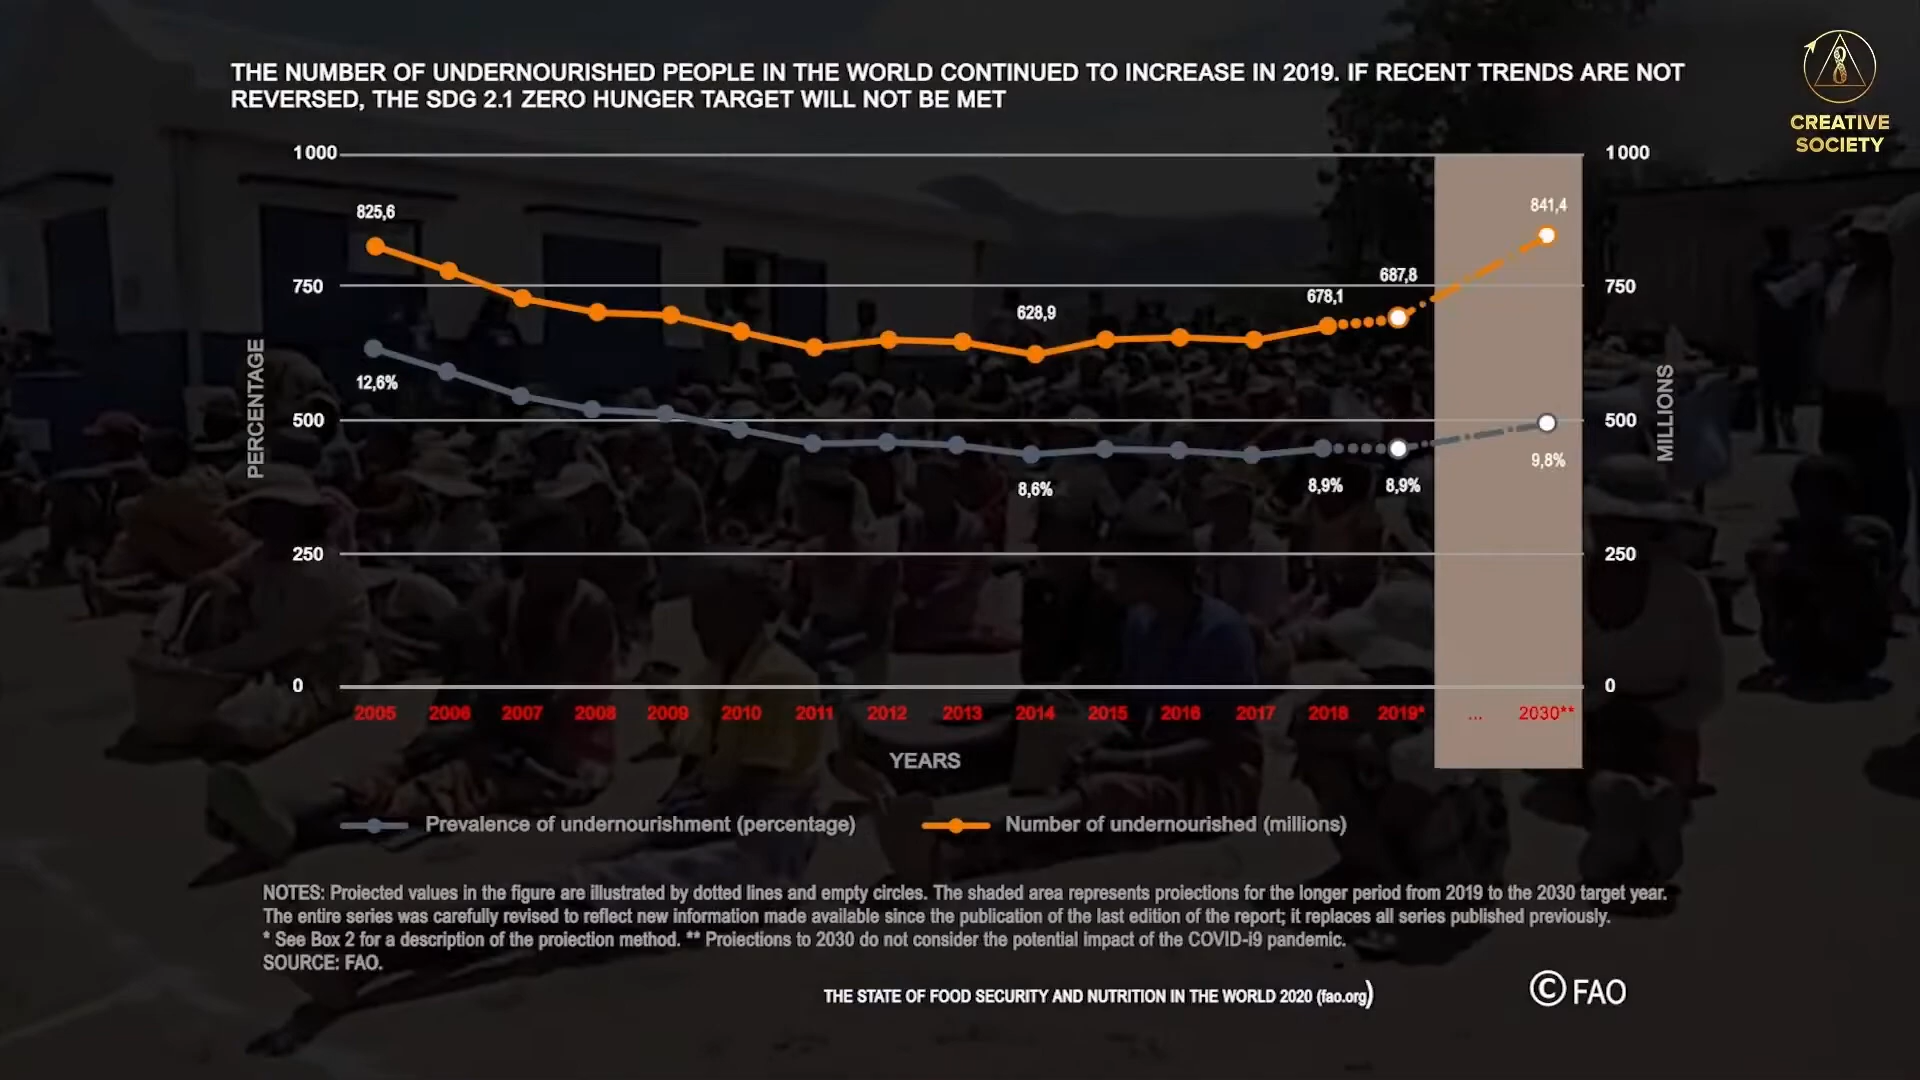 THE NUMBER OF UNDERNOURISHED PEOPLE IN THE WORLD CONTINUED TO INCREASE IN 2019. IF RECENT TRENDS ARE NOT
REVERSED, THE SDG 2.1 ZERO HUNGER TARGET WILL NOT BE MET
CREATIVE
SOCIETY
1000
1000
825,6
841,4
687,8
750
750
678,1
628,9
12,6%
PERCENTAGE
MILLIONS
500
500
9,8%
8,6%
8,9%
8,9%
250
250
0
0
2005 2006 2007 2008 2009 2010 2011 2012 2013 2014 2015 2016 2017 2018 2019* ... 2030**
YEARS
Prevalence of undernourishment (percentage)
Number of undernourished (millions)
NOTES: Projected values in the figure are illustrated by dotted lines and empty circles. The shaded area represents projections for the longer period from 2019 to the 2030 target year.
The entire series was carefully revised to reflect new information made available since the publication of the last edition of the report; it replaces all series published previously.
* See Box 2 for a description of the projection method. ** Projections to 2030 do not consider the potential impact of the COVID-i9 pandemic.
SOURCE: FAO.
THE STATE OF FOOD SECURITY AND NUTRITION IN THE WORLD 2020 (fao.org)
© FAO